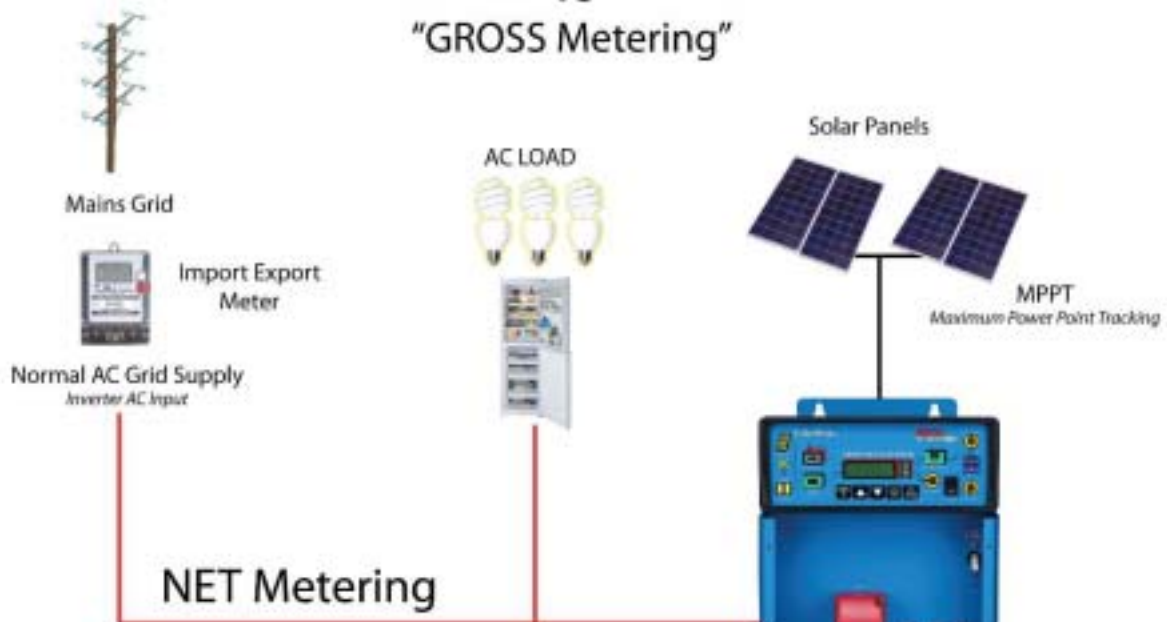 "GROSS Metering"
Solar Panels
AC LOAD
Mains Grid
Import Export
Meter
MPPT
Maximum Power Point Tracking
Normal AC Grid Supply
Inverter AC Input
NET Metering